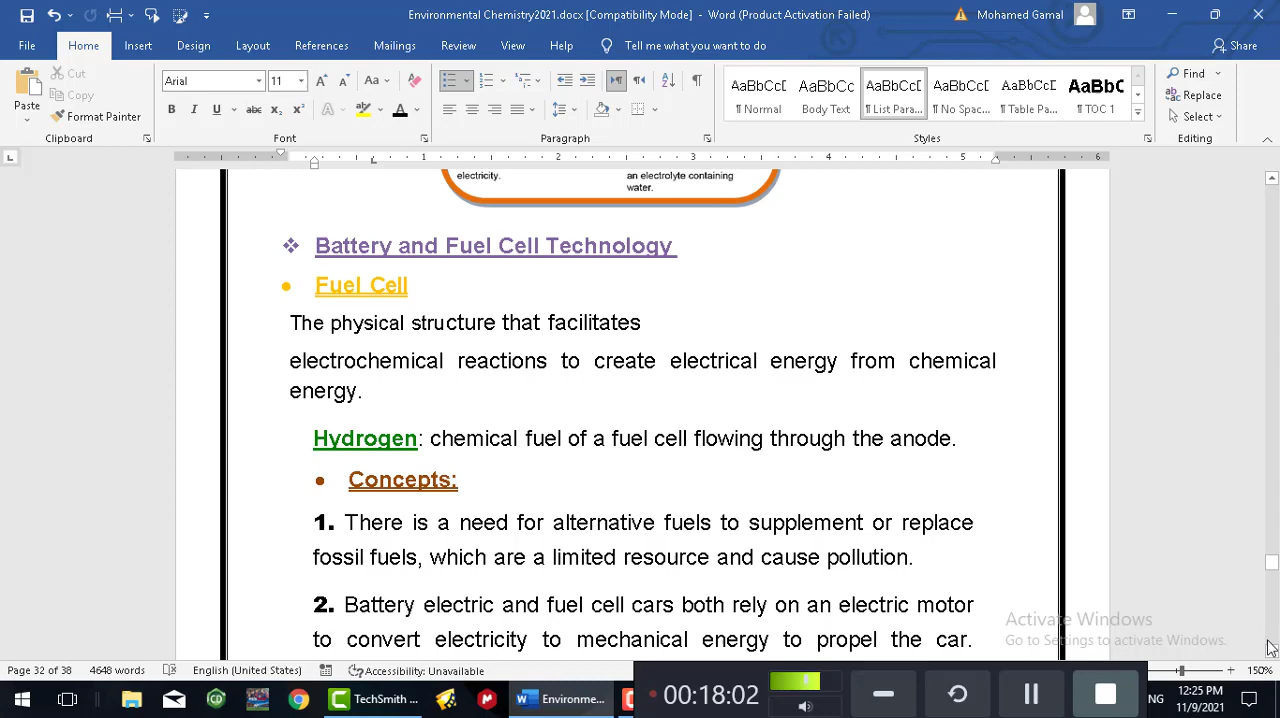 Environmental Chemistry2021.docx [Compatibility Mode] - Word (Product Activation Failed)
Mohamed Gamal
File Home Insert Design Layout References Mailings Review View Help Tell me what you want to do Share
Paste
Cut
Copy
Format Painter
Clipboard
Arial 11
Font
Paragraph
AaBbCcI AaBbCc AaBbCcI AaBbCcI AaBbCcI AaBbC
¶ Normal Body Text ¶ List Para... ¶ No Spac... ¶ Table Pa... ¶ TOC 1
Styles
Find
Replace
Select
Editing
1 2 3 4 5 6
electricity.
an electrolyte containing
water.
❖ Battery and Fuel Cell Technology
• Fuel Cell
The physical structure that facilitates
electrochemical reactions to create electrical energy from chemical
energy.
Hydrogen: chemical fuel of a fuel cell flowing through the anode.
• Concepts:
1. There is a need for alternative fuels to supplement or replace
fossil fuels, which are a limited resource and cause pollution.
2. Battery electric and fuel cell cars both rely on an electric motor
to convert electricity to mechanical energy to propel the car.
Activate Windows
Go to Settings to activate Windows.
Page 32 of 38 4648 words English (United States) Accessibility: Unavailable 150%
TechSmith ...
Environme...
00:18:02
NG
12:25 PM
11/9/2021